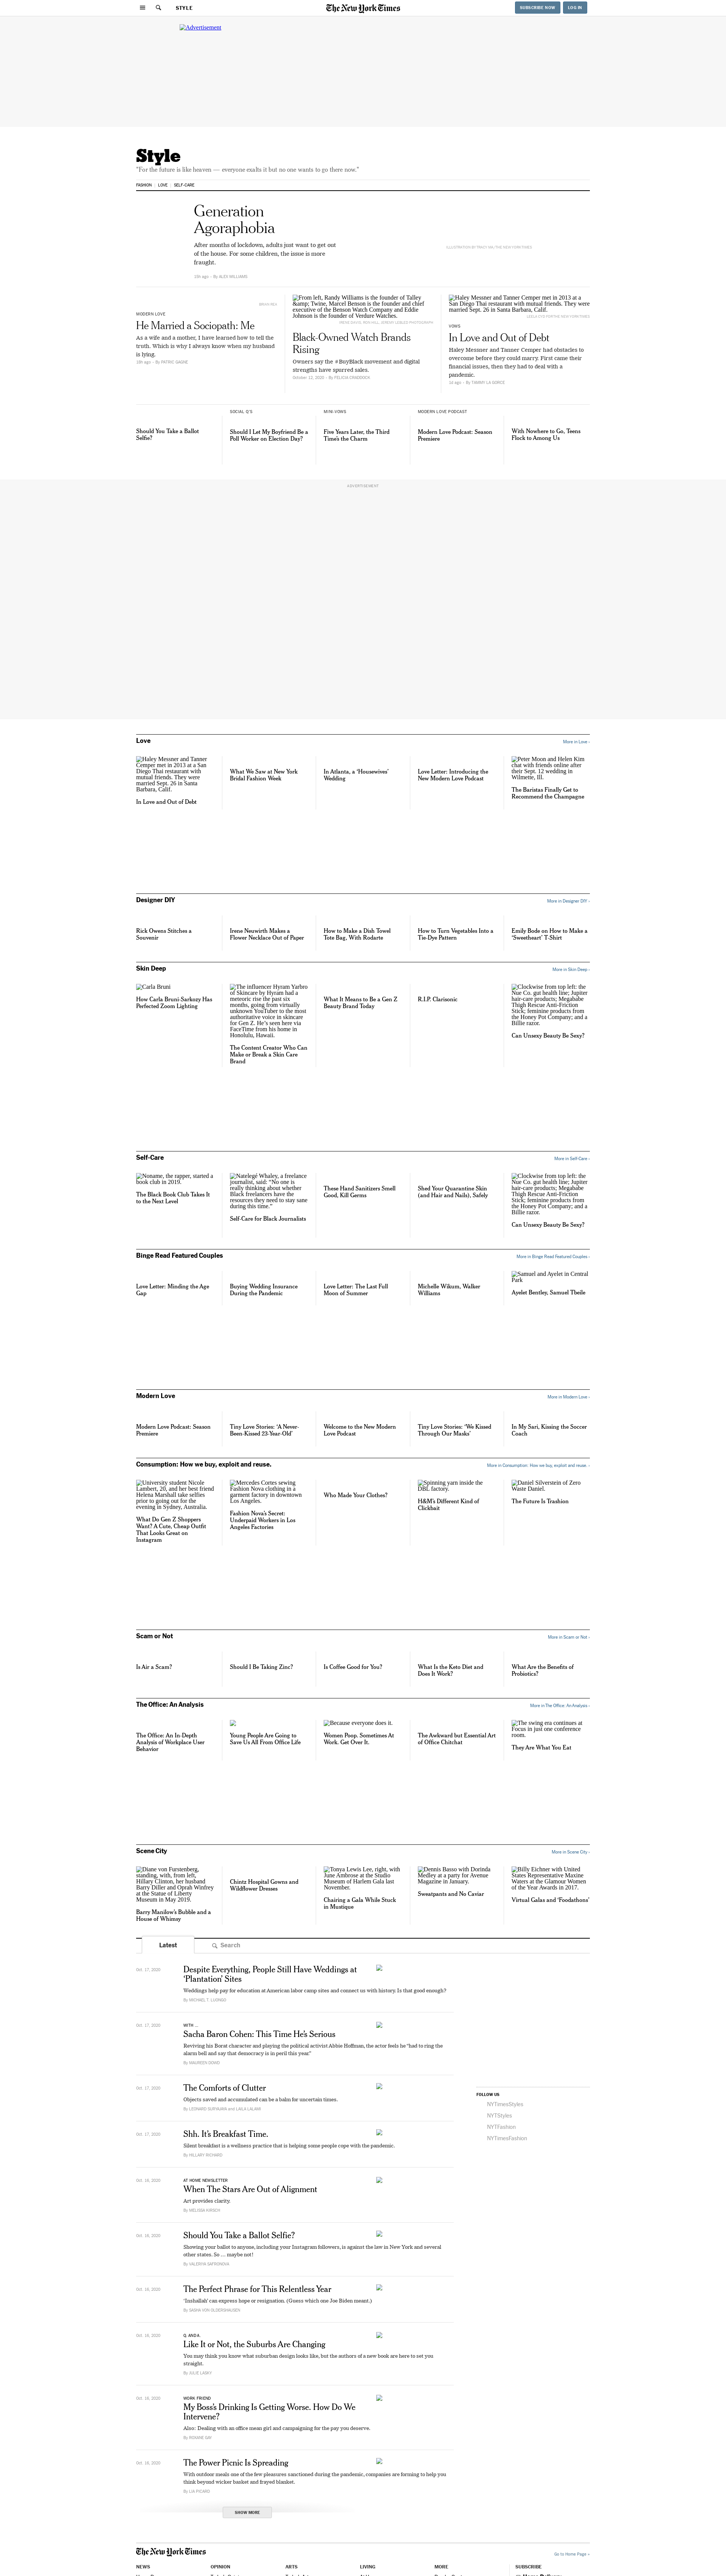 STYLE
The New York Times
SUBSCRIBE NOW
LOG IN
Advertisement
Style
"For the future is like heaven — everyone exalts it but no one wants to go there now."
FASHION
LOVE
SELF-CARE
Generation
Agoraphobia
After months of lockdown, adults just want to get out
of the house. For some children, the issue is more
fraught.
By ALEX WILLIAMS
MODERN LOVE
He Married a Sociopath: Me
As a wife and a mother, I have learned how to tell the
truth. Which is why I always know when my husband
is lying.
By PATRIC GAGNE
From left, Randy Williams is the founder of Talley
&amp; Twine, Marcel Benson is the founder and chief
executive of the Benson Watch Company and Eddie
Johnson is the founder of Verdure Watches.
Black-Owned Watch Brands
Rising
Owners say the #BuyBlack movement and digital
strengths have spurred sales.
October 12, 2020 - By FELICIA CRADDOCK
Haley Messner and Tanner Cemper met in 2013 at a
San Diego Thai restaurant with mutual friends. They were
married Sept. 26 in Santa Barbara, Calif.
VOWS
In Love and Out of Debt
Haley Messner and Tanner Cemper had obstacles to
overcome before they could marry. First came their
financial issues, then they had to deal with a
pandemic.
By TAMMY LA GORCE
Should You Take a Ballot
Selfie?
SOCIAL Q'S
Should I Let My Boyfriend Be a
Poll Worker on Election Day?
MINI-VOWS
Five Years Later, the Third
Time's the Charm
MODERN LOVE PODCAST
Modern Love Podcast: Season
Premiere
With Nowhere to Go, Teens
Flock to Among Us
ADVERTISEMENT
Love
More in Love ›
Haley Messner and Tanner
Cemper met in 2013 at a San
Diego Thai restaurant with
mutual friends. They were
married Sept. 26 in Santa
Barbara, Calif.
In Love and Out of Debt
What We Saw at New York
Bridal Fashion Week
In Atlanta, a 'Housewives'
Wedding
Love Letter: Introducing the
New Modern Love Podcast
Peter Moon and Helen Kim
chat with friends online after
their Sept. 12 wedding in
Wilmette, Ill.
The Baristas Finally Get to
Recommend the Champagne
Designer DIY
More in Designer DIY ›
Rick Owens Stitches a
Souvenir
Irene Neuwirth Makes a
Flower Necklace Out of Paper
How to Make a Dish Towel
Tote Bag, With Rodarte
How to Turn Vegetables Into a
Tie-Dye Pattern
Emily Bode on How to Make a
'Sweetheart' T-Shirt
Skin Deep
More in Skin Deep ›
Carla Bruni
How Carla Bruni-Sarkozy Has
Perfected Zoom Lighting
The influencer Hyram Yarbro
of Skincare by Hyram had a
meteoric rise the past six
months, going from virtually
unknown YouTuber to the most
authoritative voice in skincare
for Gen Z. He's seen here via
FaceTime from his home in
Honolulu, Hawaii.
The Content Creator Who Can
Make or Break a Skin Care
Brand
What It Means to Be a Gen Z
Beauty Brand Today
R.I.P. Clarisonic
Clockwise from top left: the
Nue Co. gut health line; Jupiter
hair-care products; Megababe
Thigh Rescue Anti-Friction
Stick; feminine products from
the Honey Pot Company; and a
Billie razor.
Can Unsexy Beauty Be Sexy?
Self-Care
More in Self-Care ›
Noname, the rapper, started a
book club in 2019.
The Black Book Club Takes It
to the Next Level
Natelegé Whaley, a freelance
journalist, said: "No one is
really thinking about whether
Black freelancers have the
resources they need to stay sane
during this time."
Self-Care for Black Journalists
These Hand Sanitizers Smell
Good, Kill Germs
Shed Your Quarantine Skin
(and Hair and Nails), Safely
Clockwise from top left: the
Nue Co. gut health line; Jupiter
hair-care products; Megababe
Thigh Rescue Anti-Friction
Stick; feminine products from
the Honey Pot Company; and a
Billie razor.
Can Unsexy Beauty Be Sexy?
Binge Read Featured Couples
More in Binge Read Featured Couples ›
Love Letter: Minding the Age
Gap
Buying Wedding Insurance
During the Pandemic
Love Letter: The Last Full
Moon of Summer
Michelle Wikum, Walker
Williams
Samuel and Ayelet in Central
Park
Ayelet Bentley, Samuel Tbeile
Modern Love
More in Modern Love ›
Modern Love Podcast: Season
Premiere
Tiny Love Stories: 'A Never-
Been-Kissed 23-Year-Old'
Welcome to the New Modern
Love Podcast
Tiny Love Stories: 'We Kissed
Through Our Masks'
In My Sari, Kissing the Soccer
Coach
Consumption: How we buy, exploit and reuse.
More in Consumption: How we buy, exploit and reuse. ›
University student Nicole
Lambert, 20, and her best friend
Helena Marshall take selfies
prior to going out for the
evening in Sydney, Australia.
What Do Gen Z Shoppers
Want? A Cute, Cheap Outfit
That Looks Great on
Instagram
Mercedes Cortes sewing
Fashion Nova clothing in a
garment factory in downtown
Los Angeles.
Fashion Nova's Secret:
Underpaid Workers in Los
Angeles Factories
Who Made Your Clothes?
Spinning yarn inside the
DBL factory.
H&M's Different Kind of
Clickbait
Daniel Silverstein of Zero
Waste Daniel.
The Future Is Trashion
Scam or Not
More in Scam or Not ›
Is Air a Scam?
Should I Be Taking Zinc?
Is Coffee Good for You?
What Is the Keto Diet and
Does It Work?
What Are the Benefits of
Probiotics?
The Office: An Analysis
More in The Office: An Analysis ›
The Office: An In-Depth
Analysis of Workplace User
Behavior
Young People Are Going to
Save Us All From Office Life
Because everyone does it.
Women Poop. Sometimes At
Work. Get Over It.
The Awkward but Essential Art
of Office Chitchat
The swing era continues at
Focus in just one conference
room.
They Are What You Eat
Scene City
More in Scene City ›
Diane von Furstenberg,
standing, with, from left,
Hillary Clinton, her husband
Barry Diller and Oprah Winfrey
at the Statue of Liberty
Museum in May 2019.
Barry Manilow's Bubble and a
House of Whimsy
Chintz Hospital Gowns and
Wildflower Dresses
Tonya Lewis Lee, right, with
June Ambrose at the Studio
Museum of Harlem Gala last
November.
Chairing a Gala While Stuck
in Mustique
Dennis Basso with Dorinda
Medley at a party for Avenue
Magazine in January.
Sweatpants and No Caviar
Billy Eichner with United
States Representative Maxine
Waters at the Glamour Women
of the Year Awards in 2017.
Virtual Galas and 'Foodathons'
Latest
Search
Oct. 17, 2020
Despite Everything, People Still Have Weddings at
'Plantation' Sites
Weddings help pay for education at American labor camp sites and connect us with history. Is that good enough?
By MICHAEL T. LUONGO
Oct. 17, 2020
WITH ...
Sacha Baron Cohen: This Time He's Serious
Reviving his Borat character and playing the political activist Abbie Hoffman, the actor feels he "had to ring the
alarm bell and say that democracy is in peril this year."
By MAUREEN DOWD
Oct. 17, 2020
The Comforts of Clutter
Objects saved and accumulated can be a balm for uncertain times.
Oct. 17, 2020
Shh. It's Breakfast Time.
Silent breakfast is a wellness practice that is helping some people cope with the pandemic.
By HILLARY RICHARD
Oct. 16, 2020
AT HOME NEWSLETTER
When The Stars Are Out of Alignment
Art provides clarity.
By MELISSA KIRSCH
Oct. 16, 2020
Should You Take a Ballot Selfie?
Showing your ballot to anyone, including your Instagram followers, is against the law in New York and several
other states. So ... maybe not!
By VALERIYA SAFRONOVA
Oct. 16, 2020
The Perfect Phrase for This Relentless Year
'Inshallah' can express hope or resignation. (Guess which one Joe Biden meant.)
Oct. 16, 2020
Q. AND A.
Like It or Not, the Suburbs Are Changing
You may think you know what suburban design looks like, but the authors of a new book are here to set you
straight.
By JULIE LASKY
Oct. 16, 2020
WORK FRIEND
My Boss's Drinking Is Getting Worse. How Do We
Intervene?
Also: Dealing with an office mean girl and campaigning for the pay you deserve.
By ROXANE GAY
Oct. 16, 2020
The Power Picnic Is Spreading
With outdoor meals one of the few pleasures sanctioned during the pandemic, companies are forming to help you
think beyond wicker basket and frayed blanket.
By LIA PICARD
SHOW MORE
FOLLOW US
NYTimesStyles
NYTStyles
NYTFashion
NYTimesFashion
The New York Times
Go to Home Page »
NEWS
OPINION
ARTS
LIVING
MORE
SUBSCRIBE